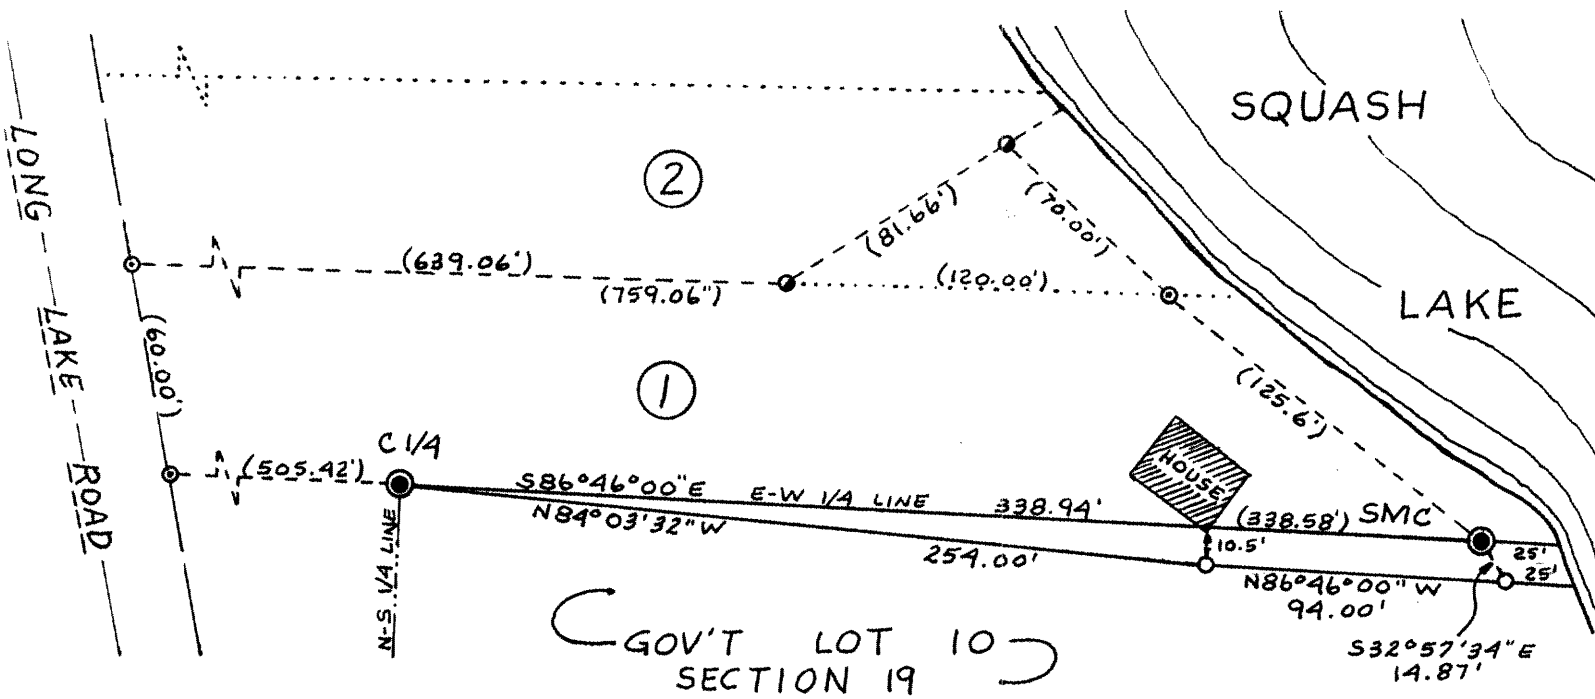 SQUASH
LAKE
LONG LAKE ROAD
2
(81.66')
(70.00')
(639.06')
(759.06")
(120.00')
(60.00')
1
(125.6')
C 1/4
(505.42')
HOUSE
S86°46°00"E E-W 1/4 LINE 338.94' (338.58') SMC
N84°03'32"W
254.00'
10.5'
25'
25'
N86°46°00"W
94.00'
N-S 1/4 LINE
S32°57'34"E
14.87'
GOV'T LOT 10
SECTION 19